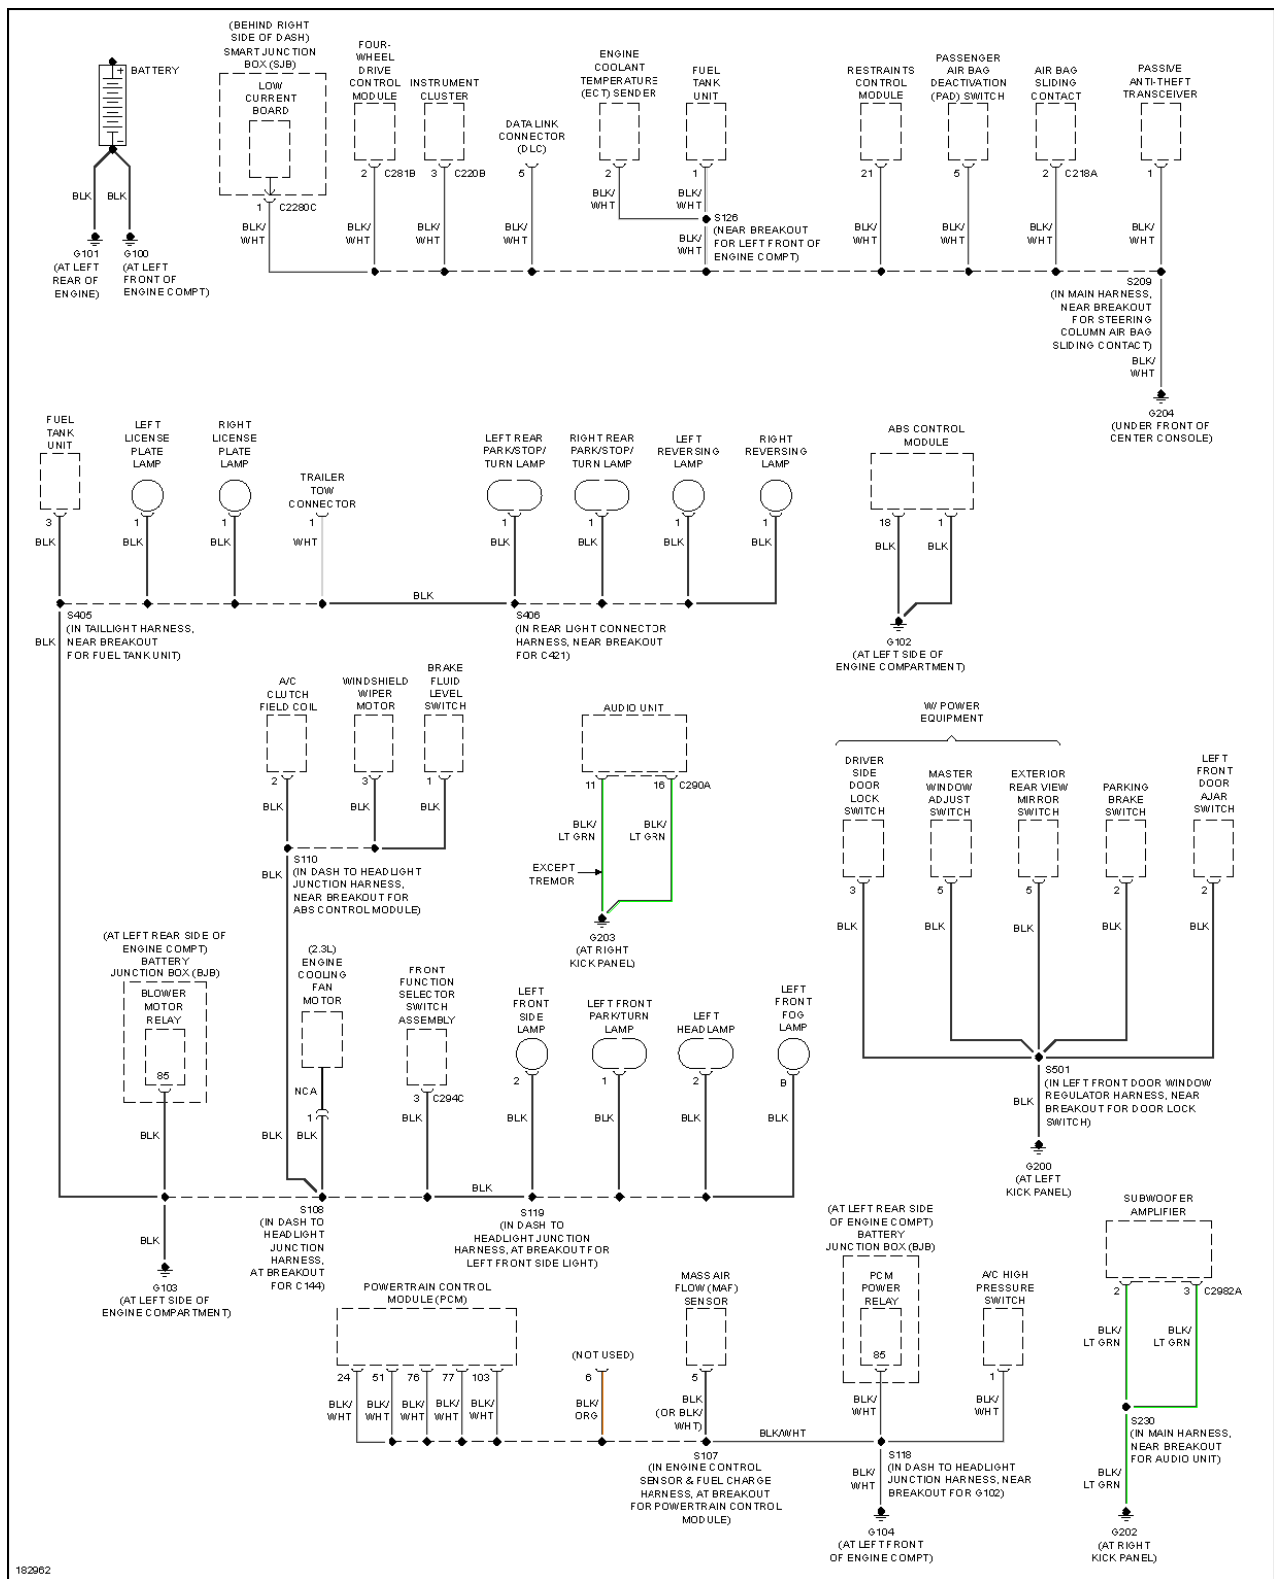 (BEHIND RIGHT
SIDE OF DASH)
SMART JUNCTION
BOX (SJB)
LOW
CURRENT
BOARD
1
C2280C
BLK/
WHT
+
BATTERY
−
BLK
BLK
G101
(AT LEFT
REAR OF
ENGINE)
G100
(AT LEFT
FRONT OF
ENGINE COMPT)
FOUR-
WHEEL
DRIVE
CONTROL
MODULE
2
C281B
BLK/
WHT
INSTRUMENT
CLUSTER
3
C220B
BLK/
WHT
DATA LINK
CONNECTOR
(DLC)
5
BLK/
WHT
ENGINE
COOLANT
TEMPERATURE
(ECT) SENDER
2
BLK/
WHT
FUEL
TANK
UNIT
1
BLK/
WHT
S126
(NEAR BREAKOUT
FOR LEFT FRONT OF
ENGINE COMPT)
BLK/
WHT
RESTRAINTS
CONTROL
MODULE
21
BLK/
WHT
PASSENGER
AIR BAG
DEACTIVATION
(PAD) SWITCH
5
BLK/
WHT
AIR BAG
SLIDING
CONTACT
2
C218A
BLK/
WHT
PASSIVE
ANTI-THEFT
TRANSCEIVER
1
BLK/
WHT
S209
(IN MAIN HARNESS,
NEAR BREAKOUT
FOR STEERING
COLUMN AIR BAG
SLIDING CONTACT)
BLK/
WHT
G204
(UNDER FRONT OF
CENTER CONSOLE)
FUEL
TANK
UNIT
3
BLK
LEFT
LICENSE
PLATE
LAMP
1
BLK
RIGHT
LICENSE
PLATE
LAMP
1
BLK
TRAILER
TOW
CONNECTOR
1
WHT
BLK
LEFT REAR
PARK/STOP/
TURN LAMP
1
BLK
RIGHT REAR
PARK/STOP/
TURN LAMP
1
BLK
LEFT
REVERSING
LAMP
1
BLK
RIGHT
REVERSING
LAMP
1
BLK
S405
(IN TAILLIGHT HARNESS,
NEAR BREAKOUT
FOR FUEL TANK UNIT)
BLK
S406
(IN REAR LIGHT CONNECTOR
HARNESS, NEAR BREAKOUT
FOR C421)
ABS CONTROL
MODULE
18
1
BLK
BLK
G102
(AT LEFT SIDE OF
ENGINE COMPARTMENT)
A/C
CLUTCH
FIELD COIL
2
BLK
WINDSHIELD
WIPER
MOTOR
3
BLK
BRAKE
FLUID
LEVEL
SWITCH
1
BLK
S110
(IN DASH TO HEADLIGHT
JUNCTION HARNESS,
NEAR BREAKOUT FOR
ABS CONTROL MODULE)
BLK
AUDIO UNIT
11
16
C290A
BLK/
LT GRN
BLK/
LT GRN
EXCEPT
TREMOR
G203
(AT RIGHT
KICK PANEL)
W/ POWER
EQUIPMENT
DRIVER
SIDE
DOOR
LOCK
SWITCH
3
BLK
MASTER
WINDOW
ADJUST
SWITCH
5
BLK
EXTERIOR
REAR VIEW
MIRROR
SWITCH
5
BLK
PARKING
BRAKE
SWITCH
2
BLK
LEFT
FRONT
DOOR
AJAR
SWITCH
2
BLK
S501
(IN LEFT FRONT DOOR WINDOW
REGULATOR HARNESS, NEAR
BREAKOUT FOR DOOR LOCK
SWITCH)
BLK
G200
(AT LEFT
KICK PANEL)
(AT LEFT REAR SIDE OF
ENGINE COMPT)
BATTERY
JUNCTION BOX (BJB)
BLOWER
MOTOR
RELAY
85
BLK
(2.3L)
ENGINE
COOLING
FAN
MOTOR
NCA
1
BLK
BLK
FRONT
FUNCTION
SELECTOR
SWITCH
ASSEMBLY
3
C294C
BLK
BLK
LEFT
FRONT
SIDE
LAMP
2
BLK
LEFT FRONT
PARK/TURN
LAMP
1
BLK
LEFT
HEADLAMP
2
BLK
LEFT
FRONT
FOG
LAMP
B
BLK
S108
(IN DASH TO
HEADLIGHT
JUNCTION
HARNESS,
AT BREAKOUT
FOR C144)
S119
(IN DASH TO
HEADLIGHT JUNCTION
HARNESS, AT BREAKOUT FOR
LEFT FRONT SIDE LIGHT)
BLK
G103
(AT LEFT SIDE OF
ENGINE COMPARTMENT)
POWERTRAIN CONTROL
MODULE (PCM)
24
51
76
77
103
BLK/
WHT
BLK/
WHT
BLK/
WHT
BLK/
WHT
BLK/
WHT
(NOT USED)
6
BLK/
ORG
MASS AIR
FLOW (MAF)
SENSOR
5
BLK
(OR BLK/
WHT)
BLK/WHT
S107
(IN ENGINE CONTROL
SENSOR & FUEL CHARGE
HARNESS, AT BREAKOUT
FOR POWERTRAIN CONTROL
MODULE)
(AT LEFT REAR SIDE
OF ENGINE COMPT)
BATTERY
JUNCTION BOX (BJB)
PCM
POWER
RELAY
85
BLK/
WHT
A/C HIGH
PRESSURE
SWITCH
1
BLK/
WHT
S118
(IN DASH TO HEADLIGHT
JUNCTION HARNESS, NEAR
BREAKOUT FOR G102)
BLK/
WHT
G104
(AT LEFT FRONT
OF ENGINE COMPT)
SUBWOOFER
AMPLIFIER
2
3
C2982A
BLK/
LT GRN
BLK/
LT GRN
S230
(IN MAIN HARNESS,
NEAR BREAKOUT
FOR AUDIO UNIT)
BLK/
LT GRN
G202
(AT RIGHT
KICK PANEL)
182962